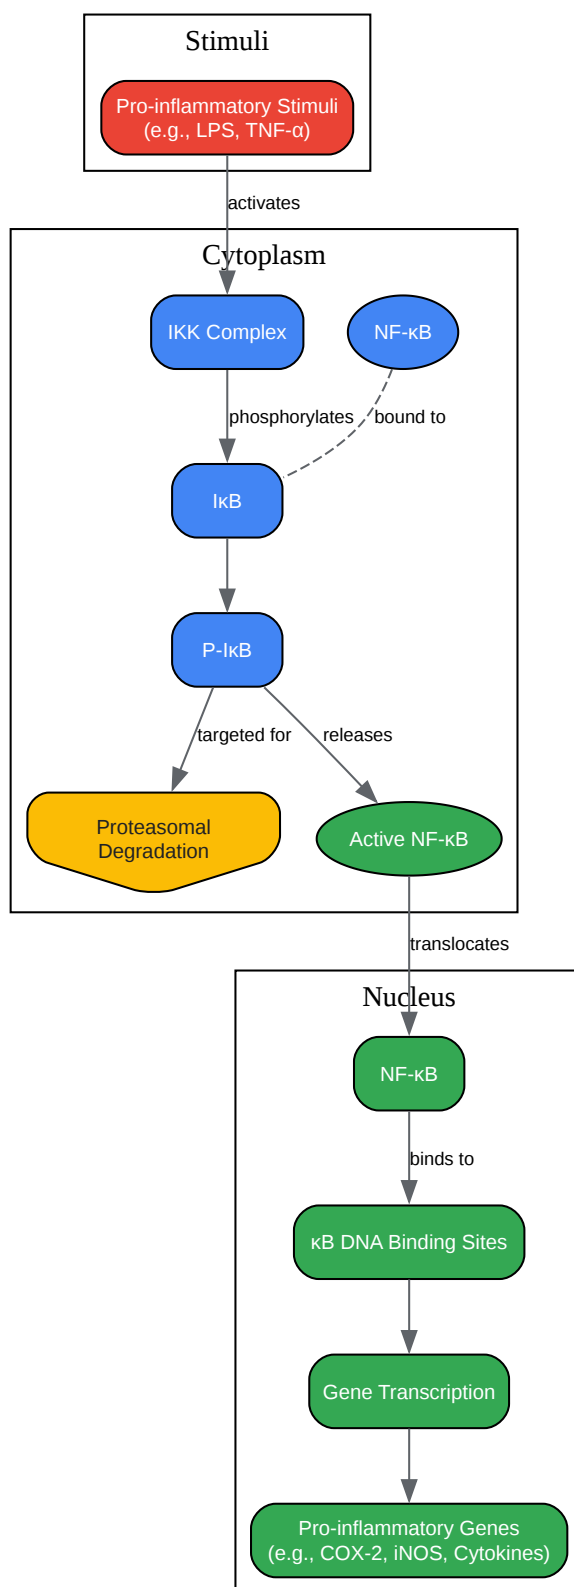 Stimuli
Pro-inflammatory Stimuli
(e.g., LPS, TNF-α)
activates
Cytoplasm
IKK Complex
NF-κB
phosphorylates
bound to
IκB
P-IκB
targeted for
releases
Proteasomal
Degradation
Active NF-κB
translocates
Nucleus
NF-κB
binds to
κB DNA Binding Sites
Gene Transcription
Pro-inflammatory Genes
(e.g., COX-2, iNOS, Cytokines)